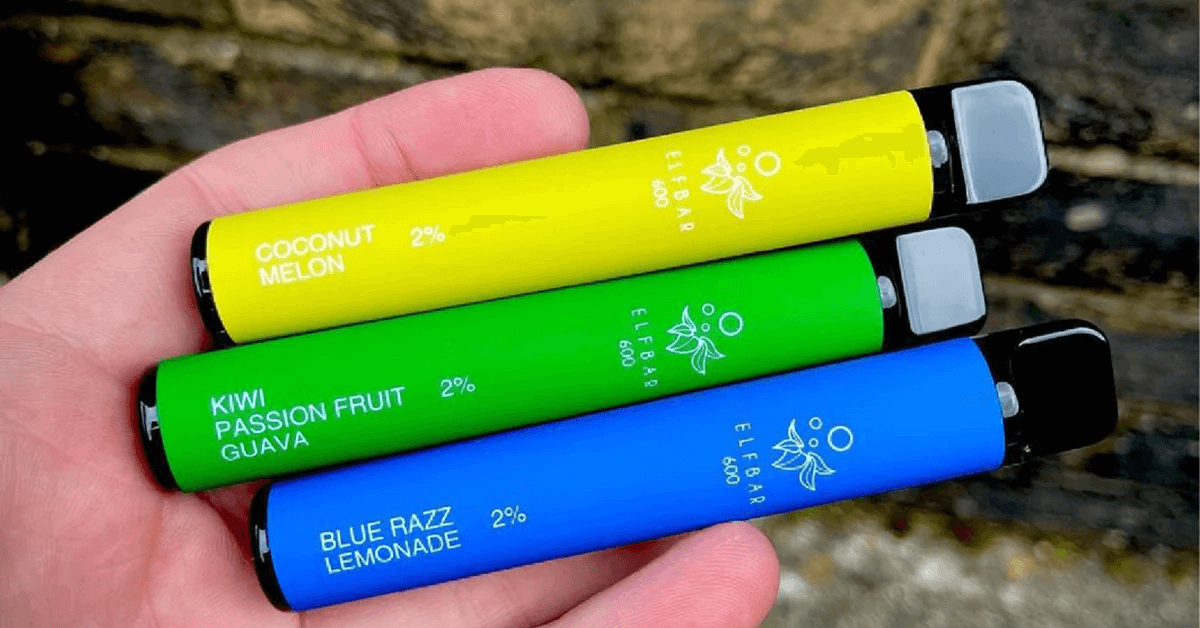 COCONUT
MELON
2%
ELFBAR
600
KIWI
PASSION FRUIT
GUAVA
2%
ELFBAR
600
BLUE RAZZ
LEMONADE
2%
ELFBAR
600